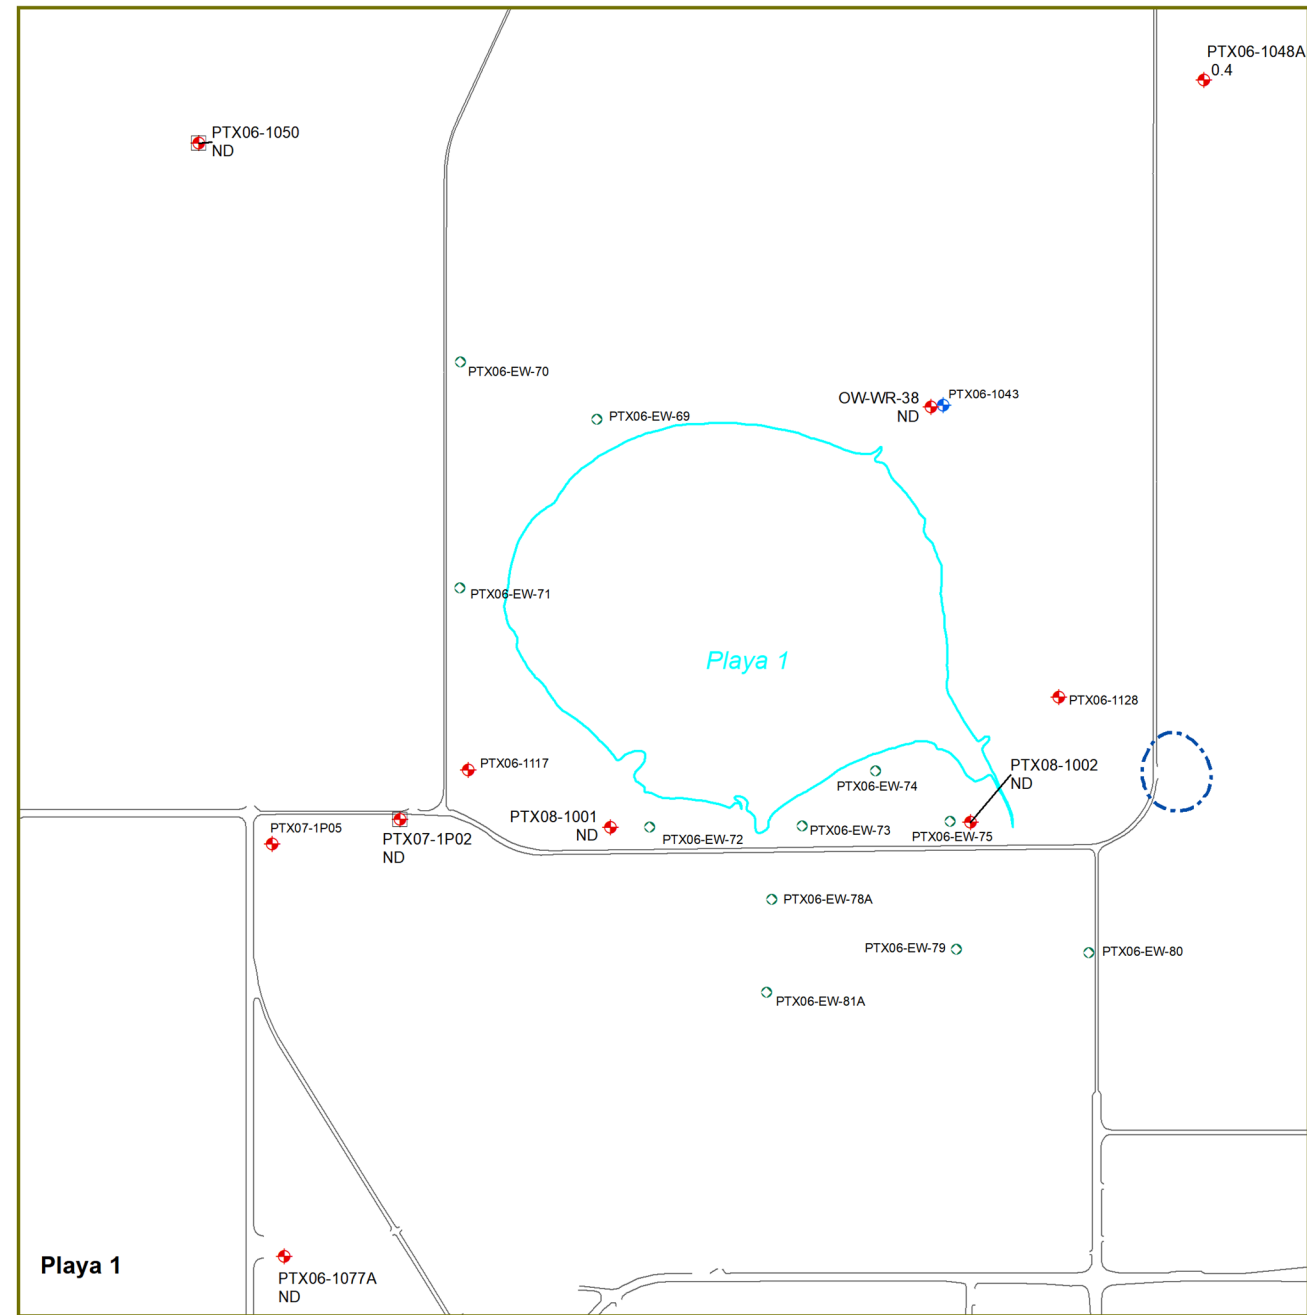 PTX06-1048A
0.4
PTX06-1050
ND
PTX06-EW-70
OW-WR-38
ND
PTX06-1043
PTX06-EW-69
PTX06-EW-71
Playa 1
PTX06-1128
PTX06-1117
PTX08-1002
ND
PTX06-EW-74
PTX08-1001
ND
PTX07-1P05
PTX07-1P02
ND
PTX06-EW-72
PTX06-EW-73
PTX06-EW-75
PTX06-EW-78A
PTX06-EW-79
PTX06-EW-80
PTX06-EW-81A
Playa 1
PTX06-1077A
ND